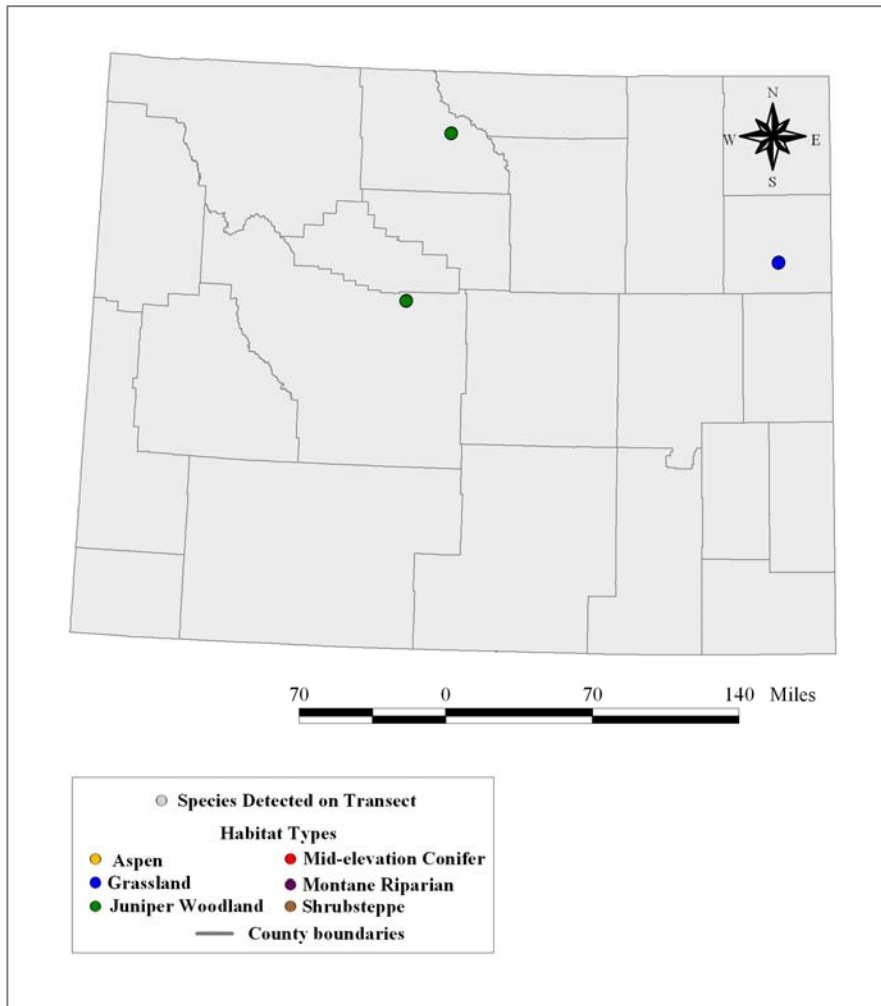 N
W E
S
70 0 70 140 Miles
Species Detected on Transect
Habitat Types
Aspen Mid-elevation Conifer
Grassland Montane Riparian
Juniper Woodland Shrubsteppe
County boundaries